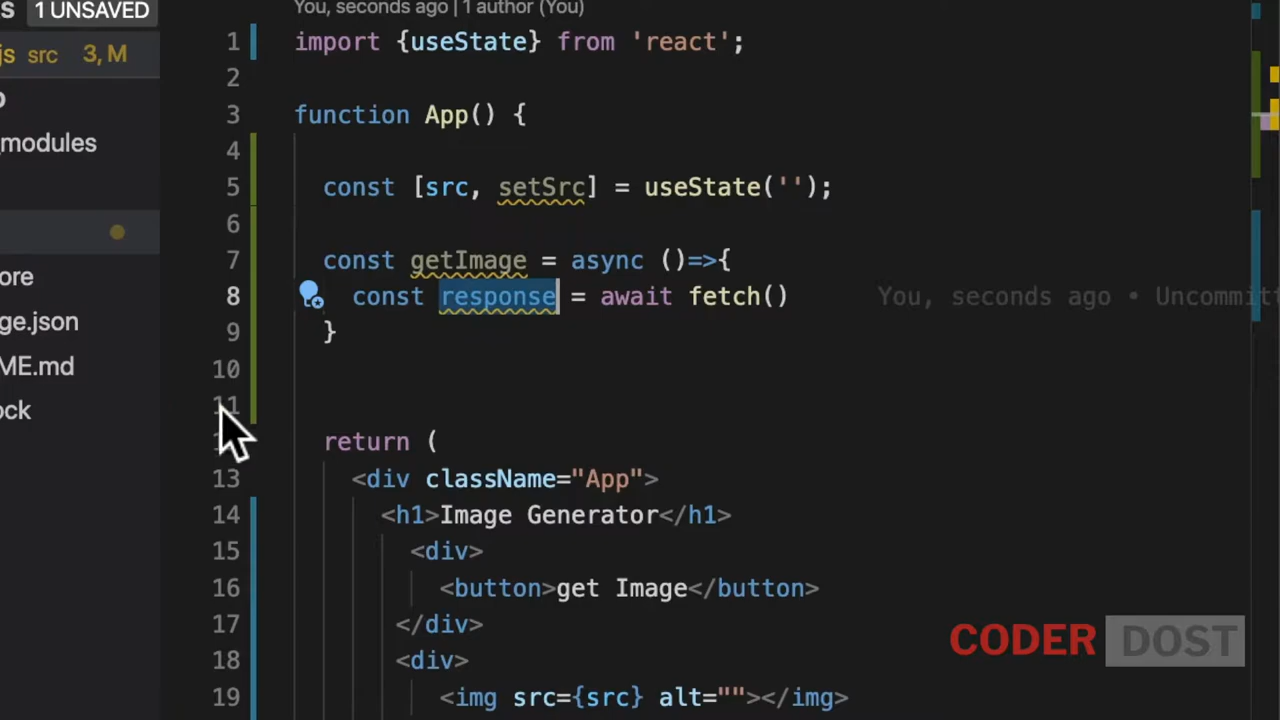 s 1 UNSAVED
You, seconds ago | 1 author (You)
js src 3, M
modules
ore
ge.json
ME.md
ock
1 import {useState} from 'react';
2
3 function App() {
4
5 const [src, setSrc] = useState('');
6
7 const getImage = async ()=>{
8 const response = await fetch() You, seconds ago • Uncommitt
9 }
10
11
return (
13 <div className="App">
14 <h1>Image Generator</h1>
15 <div>
16 <button>get Image</button>
17 </div>
18 <div>
19 <img src={src} alt=""></img>
CODER DOST